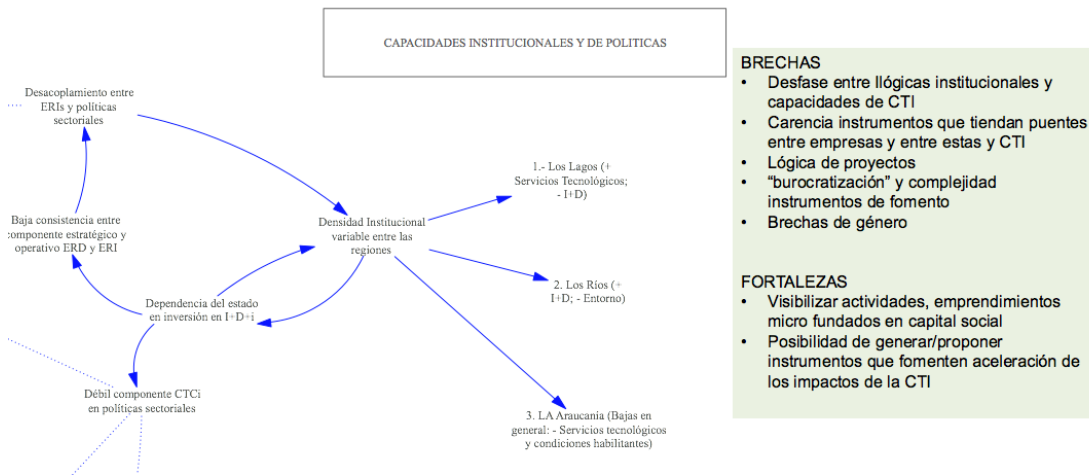 CAPACIDADES INSTITUCIONALES Y DE POLITICAS
Desacoplamiento entre
ERIs y políticas
sectoriales
Baja consistencia entre
componente estratégico y
operativo ERD y ERI
Dependencia del estado
en inversión en I+D+i
Débil componente CTCi
en políticas sectoriales
Densidad Institucional
variable entre las
regiones
1.- Los Lagos (+
Servicios Tecnológicos;
- I+D)
2. Los Ríos (+
I+D; - Entorno)
3. LA Araucanía (Bajas en
general: - Servicios tecnológicos
y condiciones habilitantes)
BRECHAS
• Desfase entre llógicas institucionales y
capacidades de CTI
• Carencia instrumentos que tiendan puentes
entre empresas y entre estas y CTI
• Lógica de proyectos
• “burocratización” y complejidad
instrumentos de fomento
• Brechas de género
FORTALEZAS
• Visibilizar actividades, emprendimientos
micro fundados en capital social
• Posibilidad de generar/proponer
instrumentos que fomenten aceleración de
los impactos de la CTI